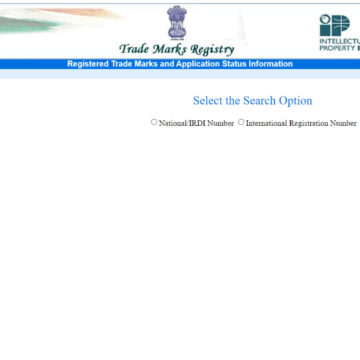 Trade Marks Registry
INTELLECTU
PROPERTY
Registered Trade Marks and Application Status Information
Select the Search Option
National/IRDI Number International Registration Number